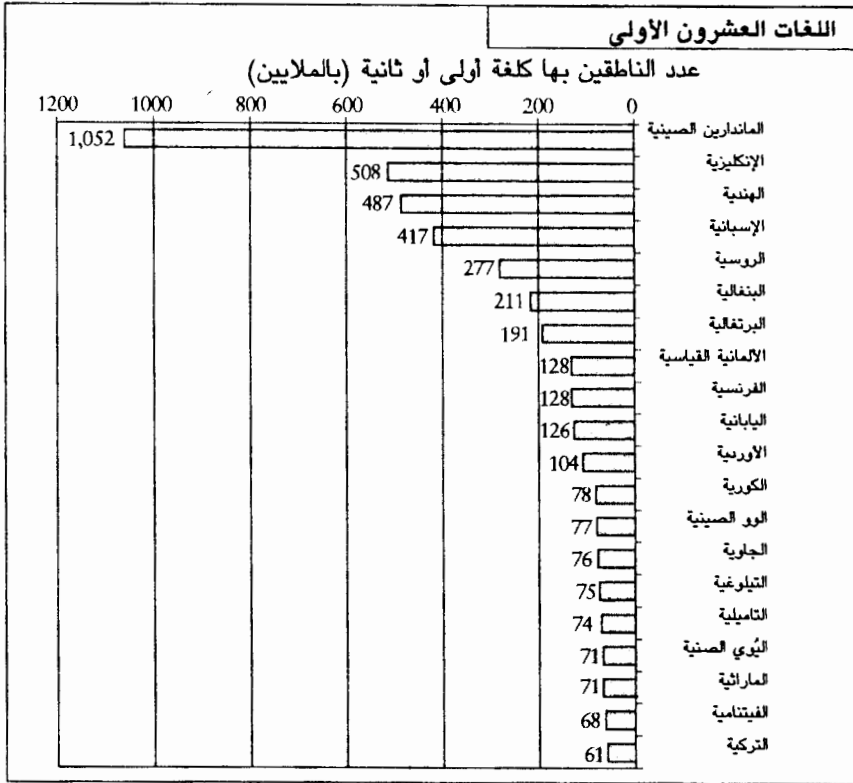 اللغات العشرون الأولى
عدد الناطقين بها كلغة أولى أو ثانية (بالملايين)
1200 1000 800 600 400 200 0
الماندارين الصينية 1,052
الإنكليزية 508
الهندية 487
الإسبانية 417
الروسية 277
البنغالية 211
البرتغالية 191
الألمانية القياسية 128
الفرنسية 128
اليابانية 126
الأوردية 104
الكورية 78
الوو الصينية 77
الجاوية 76
التيلوغية 75
التاميلية 74
اليُوي الصنية 71
الماراثية 71
الفيتنامية 68
التركية 61